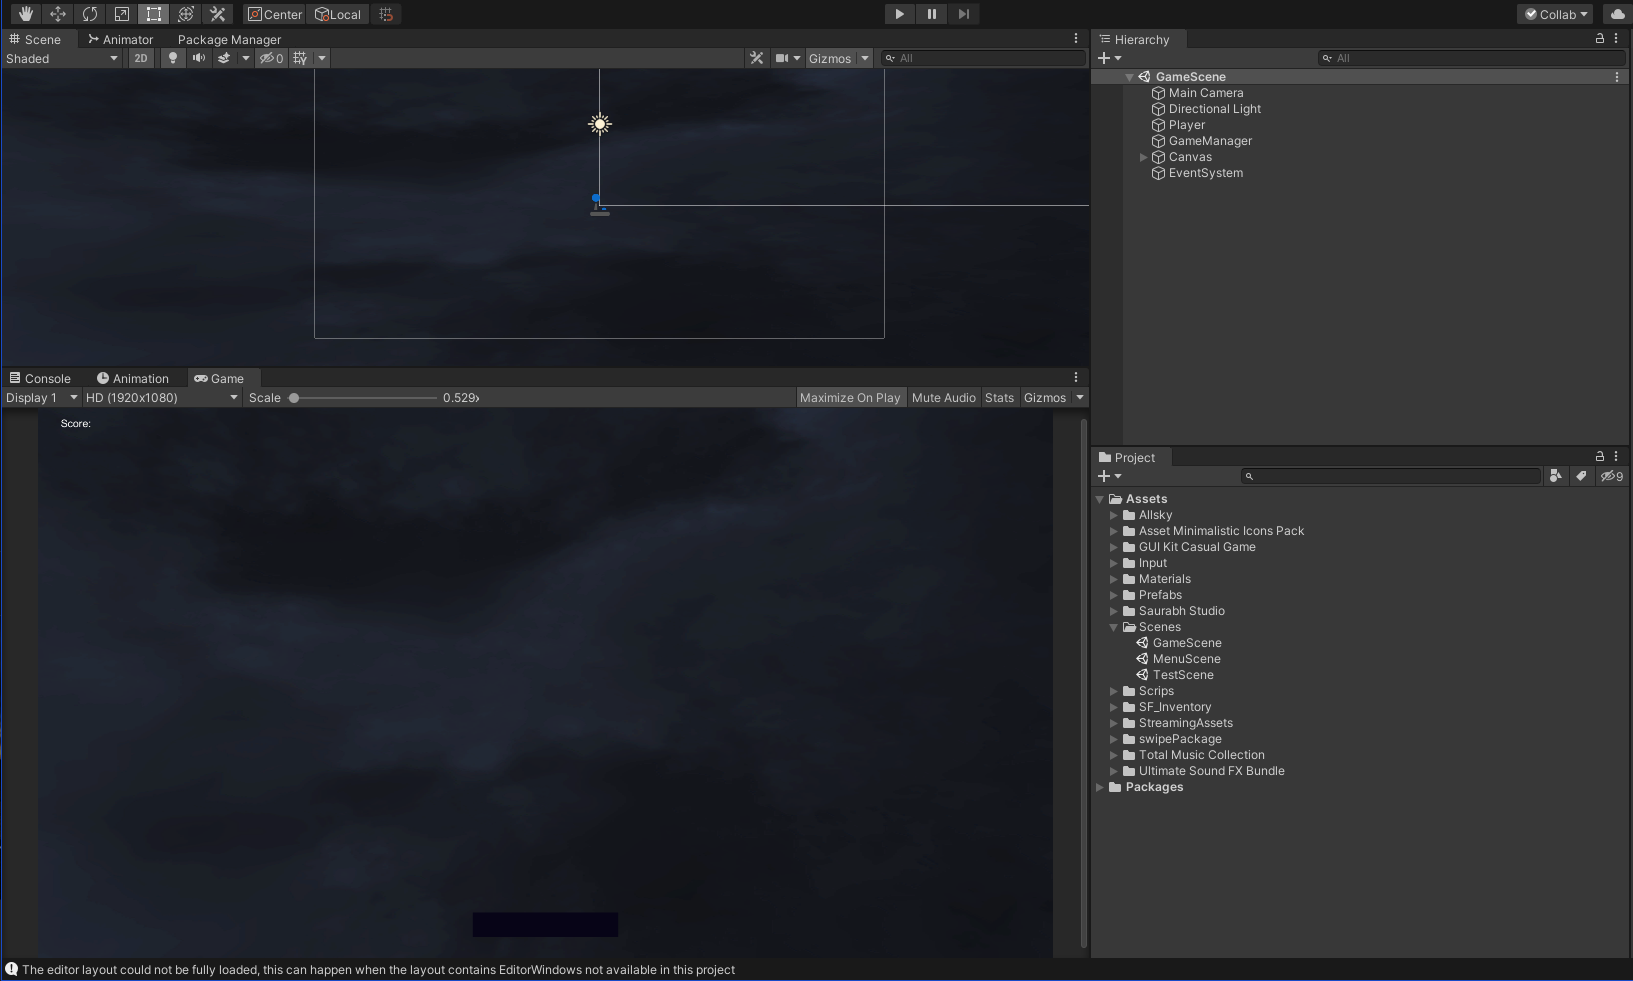 Center Local Collab
Scene Animator Package Manager
Shaded 2D 0 Gizmos All
Hierarchy
All
GameScene
Main Camera
Directional Light
Player
GameManager
Canvas
EventSystem
Console Animation Game
Display 1 HD (1920x1080) Scale 0.529x Maximize On Play Mute Audio Stats Gizmos
Score:
Project
9
Assets
Allsky
Asset Minimalistic Icons Pack
GUI Kit Casual Game
Input
Materials
Prefabs
Saurabh Studio
Scenes
GameScene
MenuScene
TestScene
Scrips
SF_Inventory
StreamingAssets
swipePackage
Total Music Collection
Ultimate Sound FX Bundle
Packages
The editor layout could not be fully loaded, this can happen when the layout contains EditorWindows not available in this project